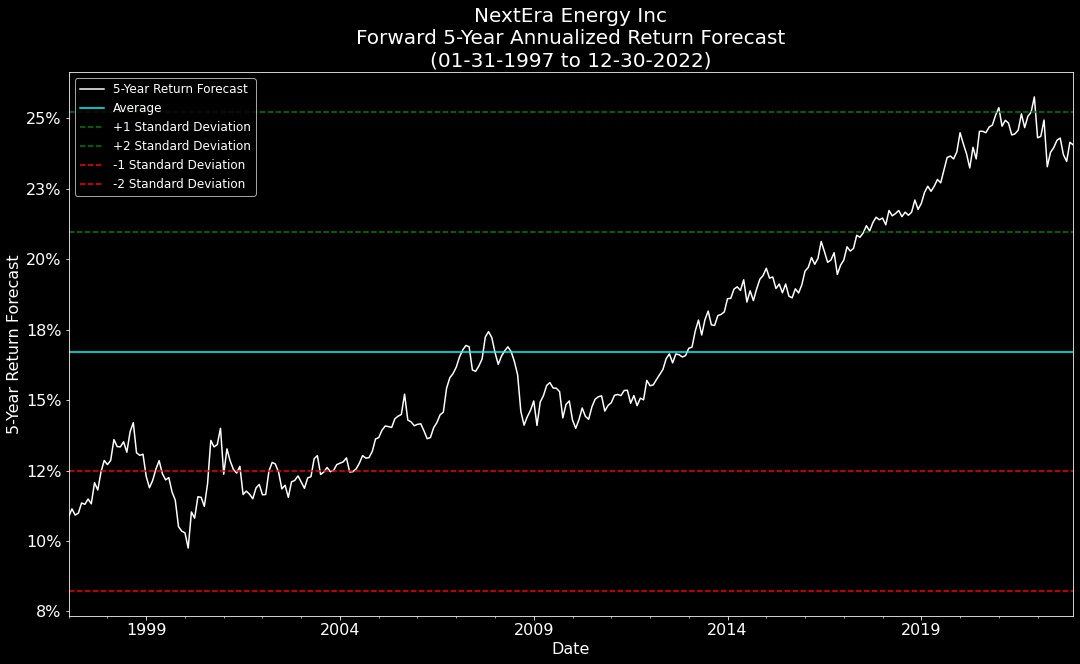 NextEra Energy Inc
Forward 5-Year Annualized Return Forecast
(01-31-1997 to 12-30-2022)
5-Year Return Forecast
Average
+1 Standard Deviation
+2 Standard Deviation
-1 Standard Deviation
-2 Standard Deviation
25%
23%
20%
18%
15%
12%
10%
8%
5-Year Return Forecast
1999 2004 2009 2014 2019
Date